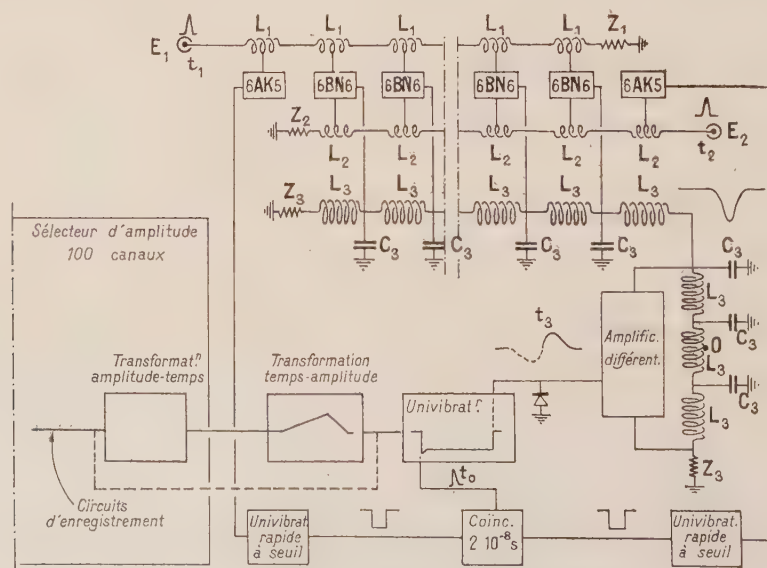 L₁ L₁ L₁ L₁ L₁ Z₁
E₁ t₁
6AK5 6BN6 6BN6 6BN6 6BN6 6AK5
Z₂ L₂ L₂ L₂ L₂ L₂ t₂ E₂
Z₃ L₃ L₃ L₃ L₃ L₃
C₃ C₃ C₃ C₃ C₃
Sélecteur d'amplitude
100 canaux
L₃
C₃
O
L₃
C₃
L₃
Z₃
Amplific.
différent.
t₃
Transformat.ⁿ
amplitude-temps
Transformation
temps-amplitude
Univibrat.ʳ
t₀
Circuits
d'enregistrement
Univibrat.
rapide
à seuil
Coïnc.
2 10⁻⁸s
Univibrat.
rapide
à seuil